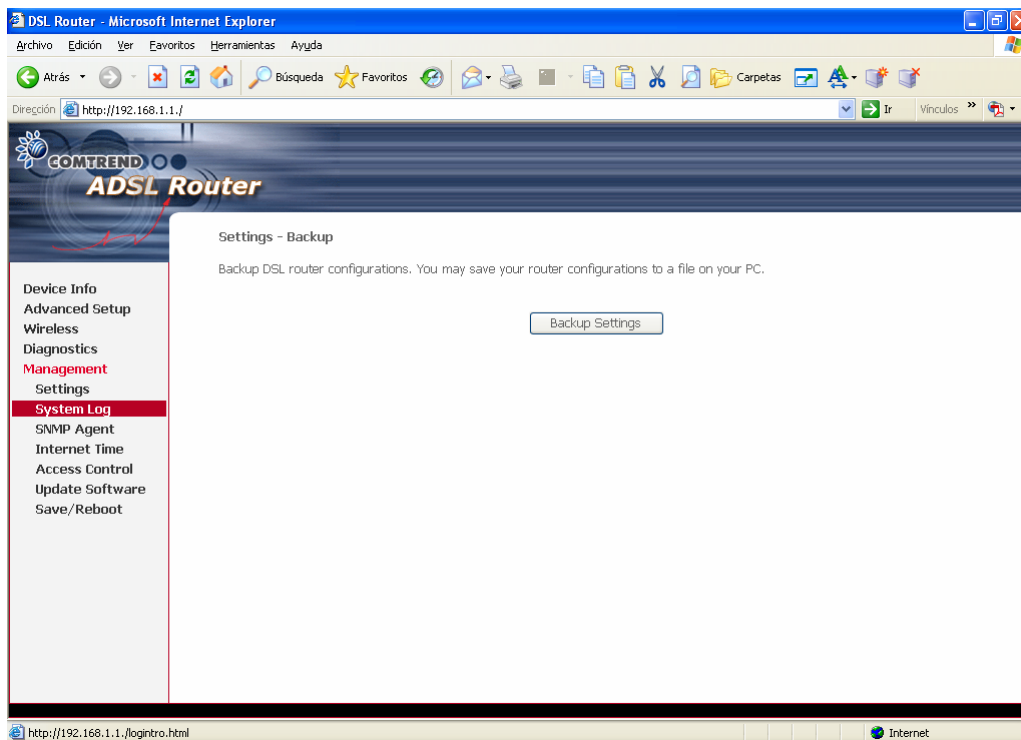 DSL Router - Microsoft Internet Explorer
Archivo Edición Ver Favoritos Herramientas Ayuda
Atrás Búsqueda Favoritos Carpetas
Dirección http://192.168.1.1./ Ir Vínculos »
COMTREND
ADSL Router
Settings - Backup
Backup DSL router configurations. You may save your router configurations to a file on your PC.
Backup Settings
Device Info
Advanced Setup
Wireless
Diagnostics
Management
Settings
System Log
SNMP Agent
Internet Time
Access Control
Update Software
Save/Reboot
http://192.168.1.1./logintro.html Internet